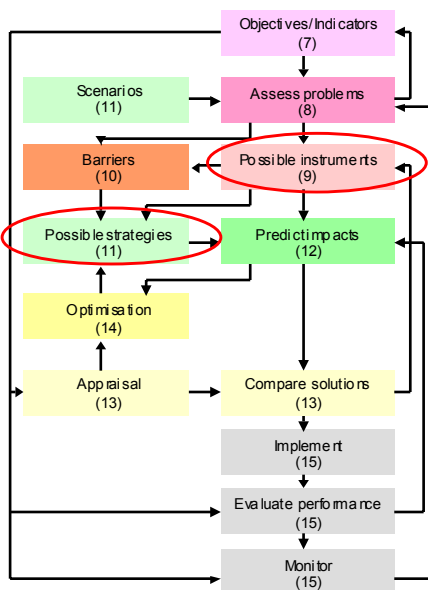 Objectives/Indicators
(7)
Scenarios
(11)
Assess problems
(8)
Barriers
(10)
Possible instruments
(9)
Possible strategies
(11)
Predict impacts
(12)
Optimisation
(14)
Appraisal
(13)
Compare solutions
(13)
Implement
(15)
Evaluate performance
(15)
Monitor
(15)